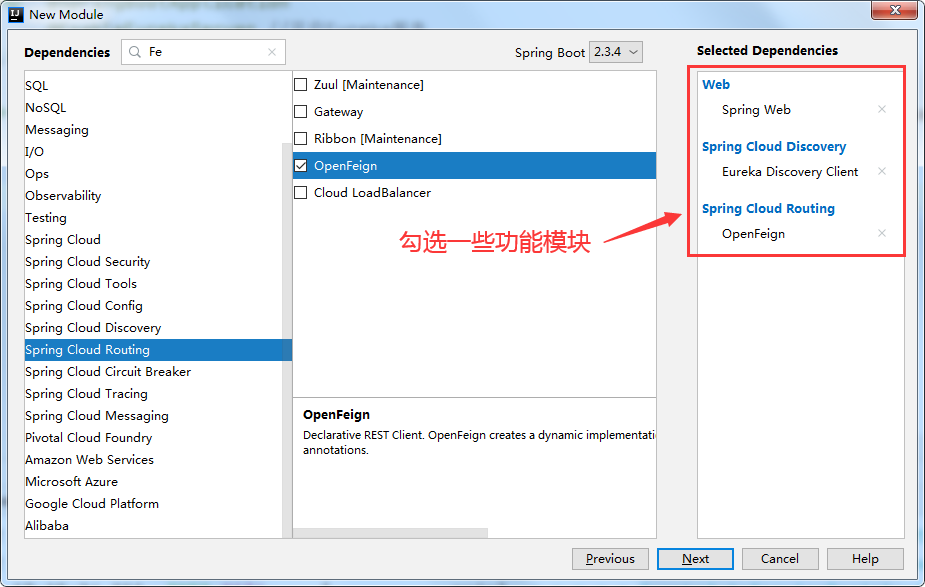 New Module
Dependencies
Fe
Spring Boot 2.3.4
Selected Dependencies
SQL
NoSQL
Messaging
I/O
Ops
Observability
Testing
Spring Cloud
Spring Cloud Security
Spring Cloud Tools
Spring Cloud Config
Spring Cloud Discovery
Spring Cloud Routing
Spring Cloud Circuit Breaker
Spring Cloud Tracing
Spring Cloud Messaging
Pivotal Cloud Foundry
Amazon Web Services
Microsoft Azure
Google Cloud Platform
Alibaba
Zuul [Maintenance]
Gateway
Ribbon [Maintenance]
OpenFeign
Cloud LoadBalancer
勾选一些功能模块
OpenFeign
Declarative REST Client. OpenFeign creates a dynamic implementati
annotations.
Web
Spring Web
Spring Cloud Discovery
Eureka Discovery Client
Spring Cloud Routing
OpenFeign
Previous
Next
Cancel
Help